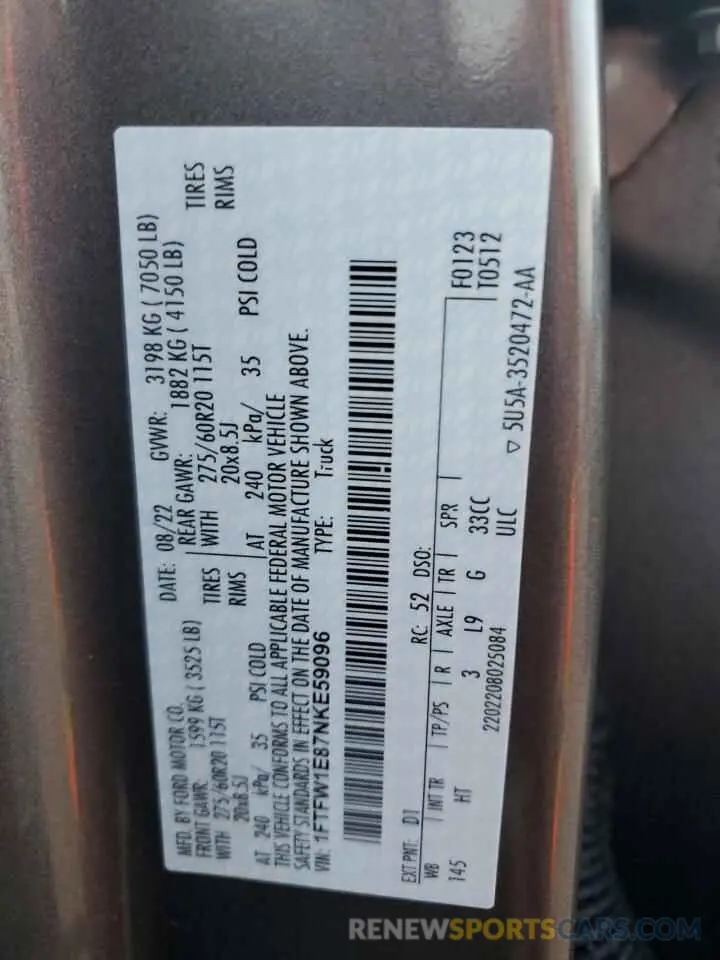 MFD. BY FORD MOTOR CO.
DATE: 08/22 GVWR: 3198 KG ( 7050 LB)
FRONT GAWR: 1599 KG ( 3525 LB)
REAR GAWR: 1882 KG ( 4150 LB)
WITH 275/60R20 115T TIRES
WITH 275/60R20 115T TIRES
20x8.5J RIMS
20x8.5J RIMS
AT 240 kPa/ 35 PSI COLD
AT 240 kPa/ 35 PSI COLD
THIS VEHICLE CONFORMS TO ALL APPLICABLE FEDERAL MOTOR VEHICLE
SAFETY STANDARDS IN EFFECT ON THE DATE OF MANUFACTURE SHOWN ABOVE.
VIN: 1FTFW1E87NKE59096 TYPE: Truck
EXT PNT: D1 RC: 52 DSO:
WB INT TR TP/PS R AXLE TR SPR
145 HT 3 L9 G 33CC
F0123
T0512
2202208025084 ULC
▽ 5U5A-3520472-AA
RENEWSPORTSCARS.COM